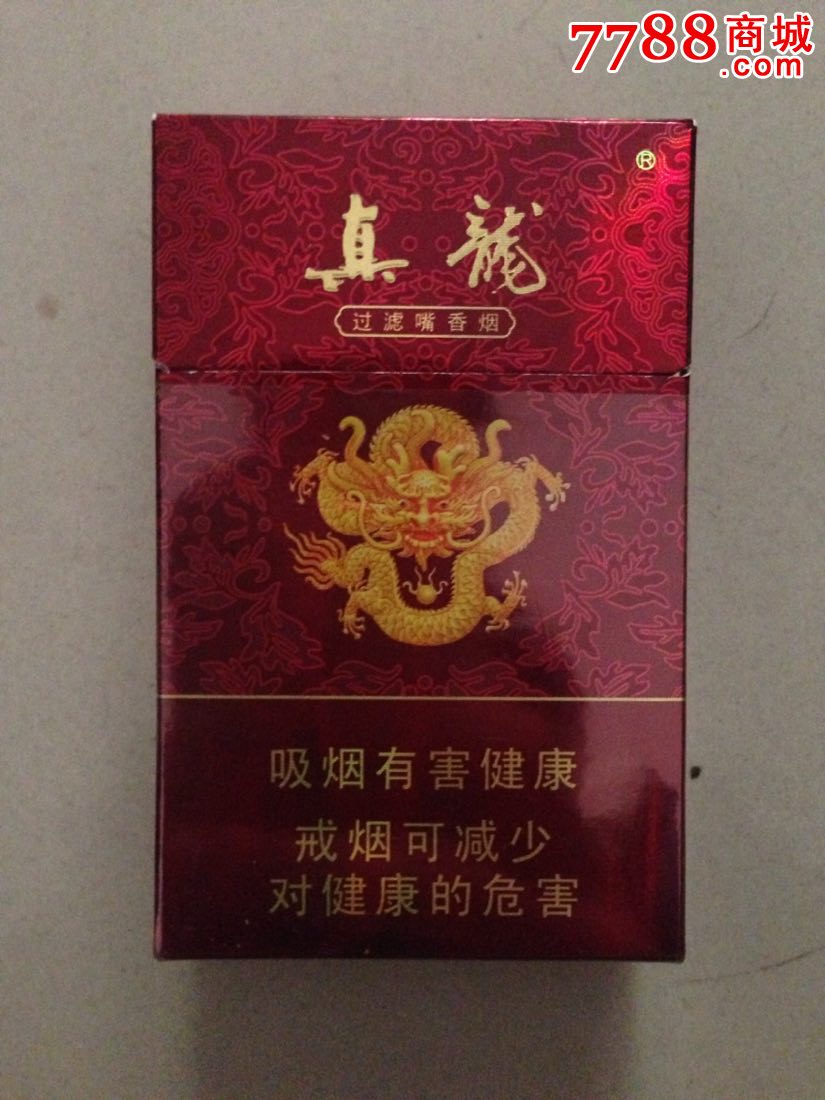 7788商城
.com
®
真龍
过滤嘴香烟
吸烟有害健康
戒烟可减少
对健康的危害